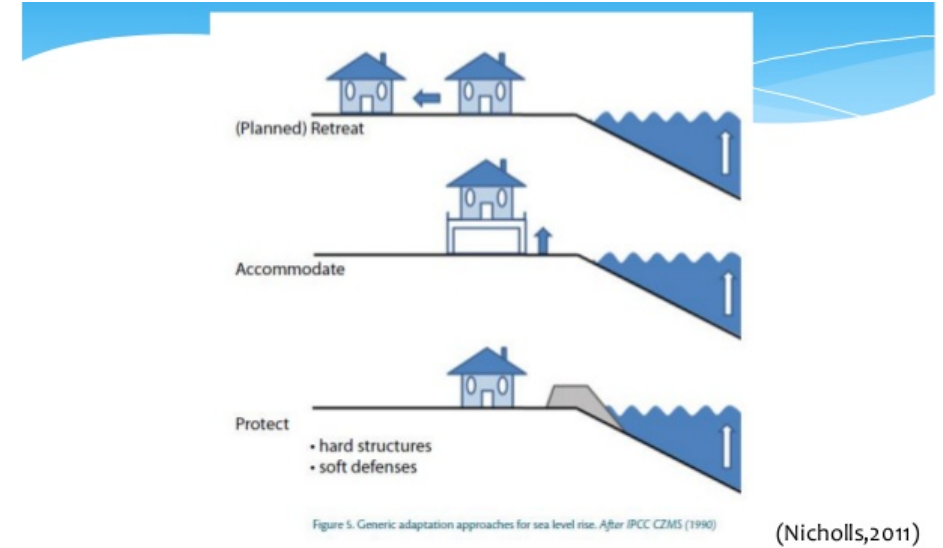 (Planned) Retreat
Accommodate
Protect
• hard structures
• soft defenses
Figure 5. Generic adaptation approaches for sea level rise. After IPCC CZMS (1990)
(Nicholls,2011)